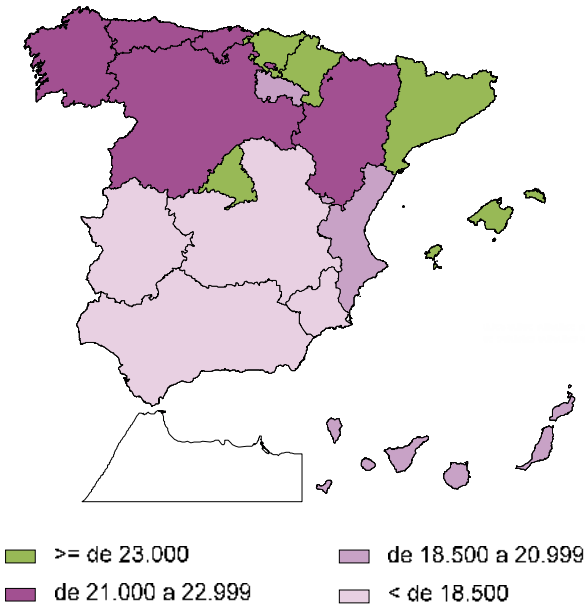 >= de 23.000
de 18.500 a 20.999
de 21.000 a 22.999
< de 18.500